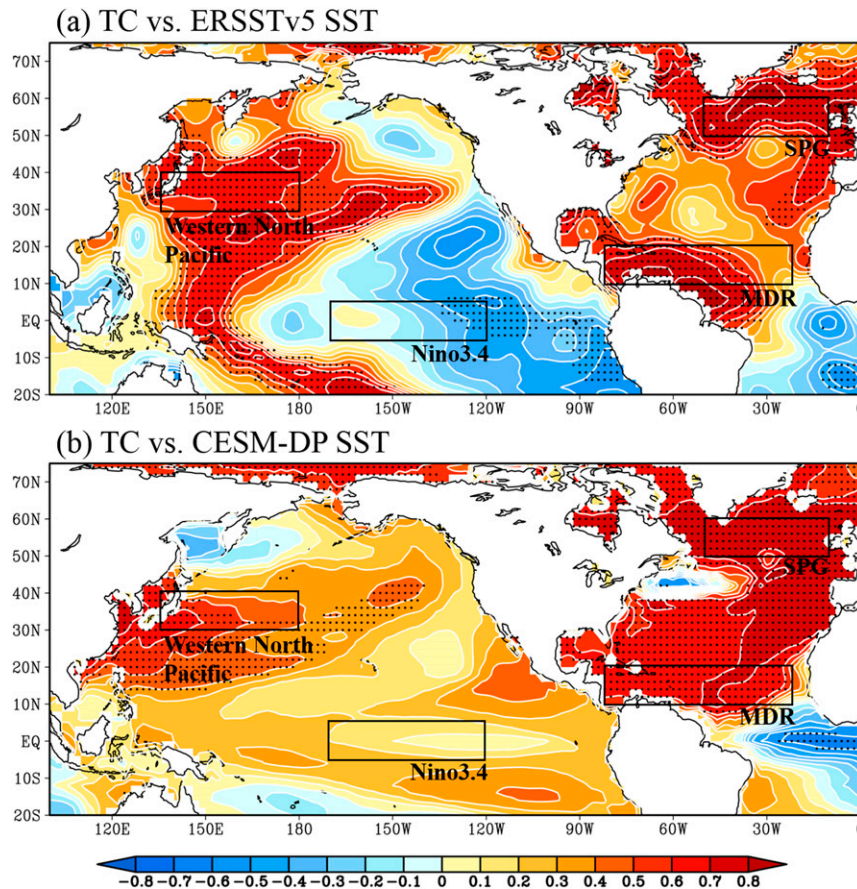 (a) TC vs. ERSSTv5 SST
70N
60N
50N
SPG
40N
30N
Western North
Pacific
20N
10N
MDR
EQ
Nino3.4
10S
20S
120E 150E 180 150W 120W 90W 60W 30W
(b) TC vs. CESM-DP SST
70N
60N
50N
SPG
40N
30N
Western North
Pacific
20N
10N
MDR
EQ
Nino3.4
10S
20S
120E 150E 180 150W 120W 90W 60W 30W
-0.8 -0.7 -0.6 -0.5 -0.4 -0.3 -0.2 -0.1 0 0.1 0.2 0.3 0.4 0.5 0.6 0.7 0.8